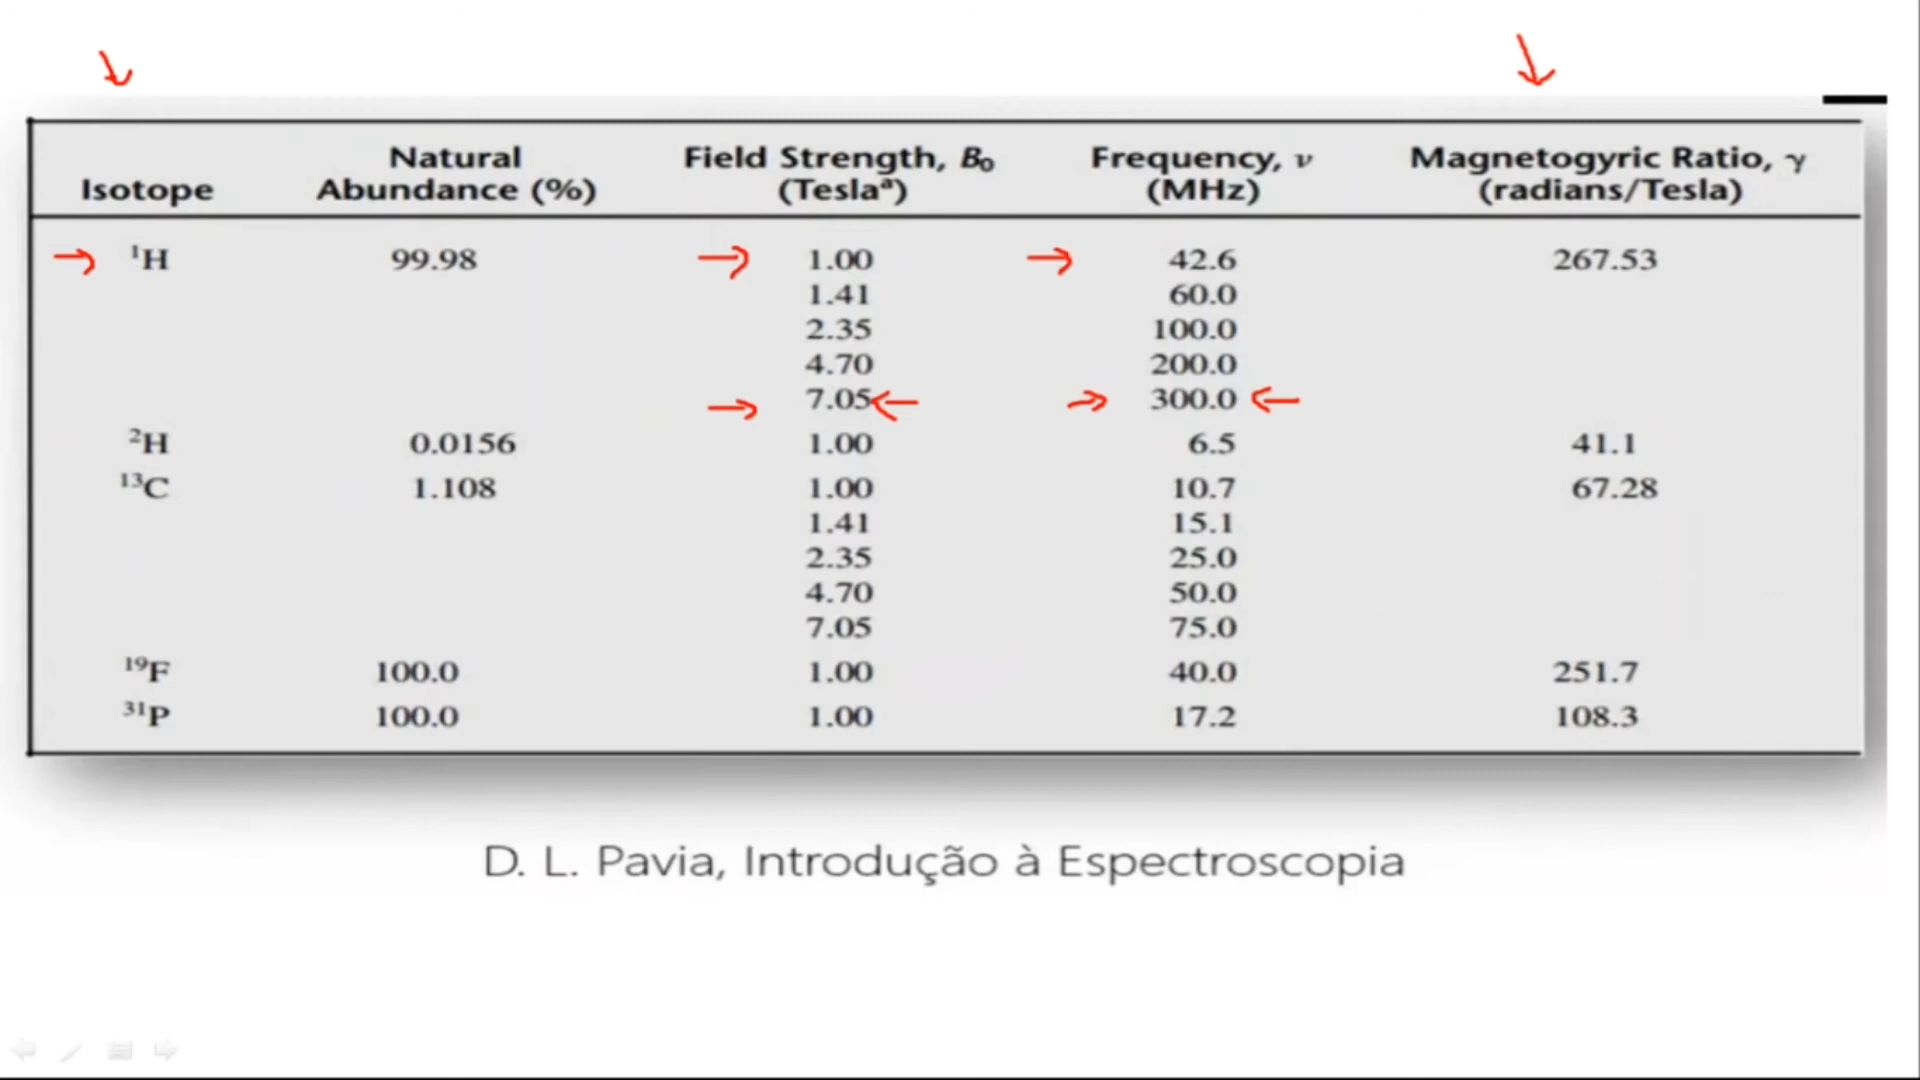 Isotope Natural Abundance (%) Field Strength, B₀ (Teslaᵃ) Frequency, ν (MHz) Magnetogyric Ratio, γ (radians/Tesla)
¹H 99.98 1.00 42.6 267.53
1.41 60.0
2.35 100.0
4.70 200.0
7.05 300.0
²H 0.0156 1.00 6.5 41.1
¹³C 1.108 1.00 10.7 67.28
1.41 15.1
2.35 25.0
4.70 50.0
7.05 75.0
¹⁹F 100.0 1.00 40.0 251.7
³¹P 100.0 1.00 17.2 108.3
D. L. Pavia, Introdução à Espectroscopia